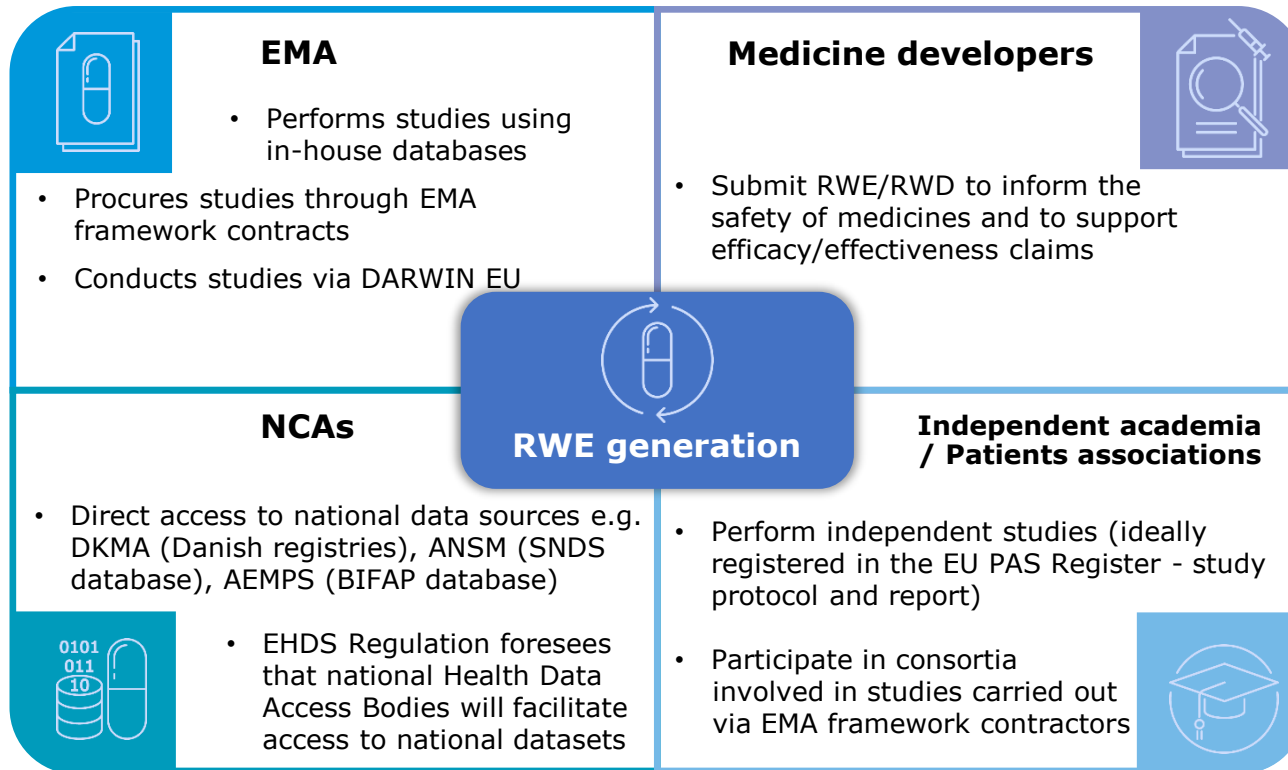 EMA
• Performs studies using
in-house databases
• Procures studies through EMA
framework contracts
• Conducts studies via DARWIN EU
Medicine developers
• Submit RWE/RWD to inform the
safety of medicines and to support
efficacy/effectiveness claims
RWE generation
NCAs
• Direct access to national data sources e.g.
DKMA (Danish registries), ANSM (SNDS
database), AEMPS (BIFAP database)
• EHDS Regulation foresees
that national Health Data
Access Bodies will facilitate
access to national datasets
0101
011
10
Independent academia
/ Patients associations
• Perform independent studies (ideally
registered in the EU PAS Register - study
protocol and report)
• Participate in consortia
involved in studies carried out
via EMA framework contractors